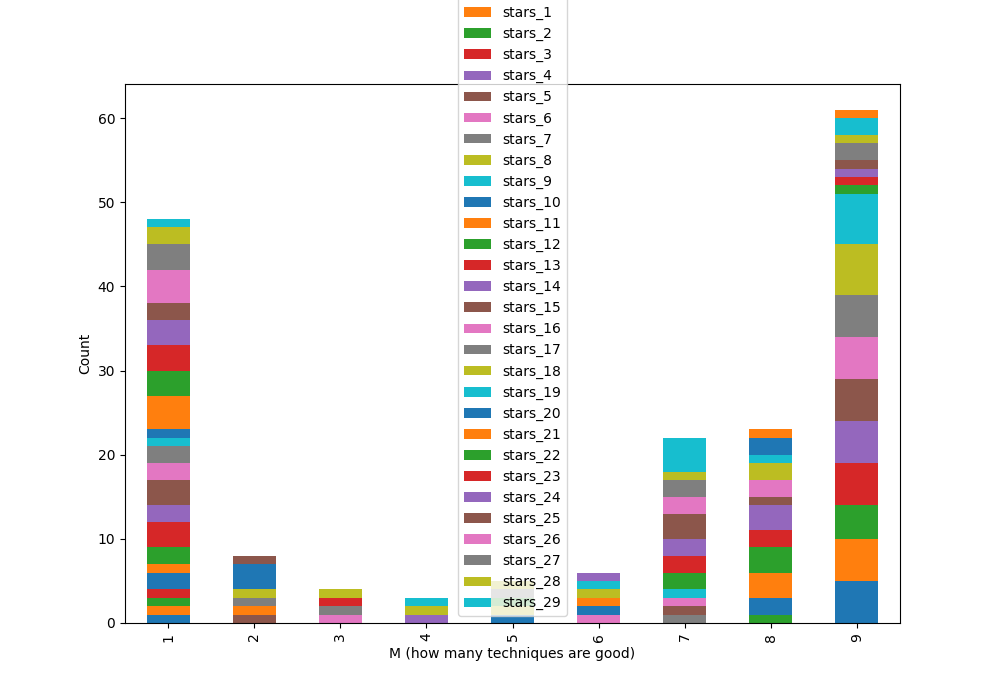 stars_1
stars_2
stars_3
stars_4
stars_5
stars_6
stars_7
stars_8
stars_9
stars_10
stars_11
stars_12
stars_13
stars_14
stars_15
stars_16
stars_17
stars_18
stars_19
stars_20
stars_21
stars_22
stars_23
stars_24
stars_25
stars_26
stars_27
stars_28
stars_29
60
50
40
30
20
10
0
Count
1 2 3 4 5 6 7 8 9
M (how many techniques are good)